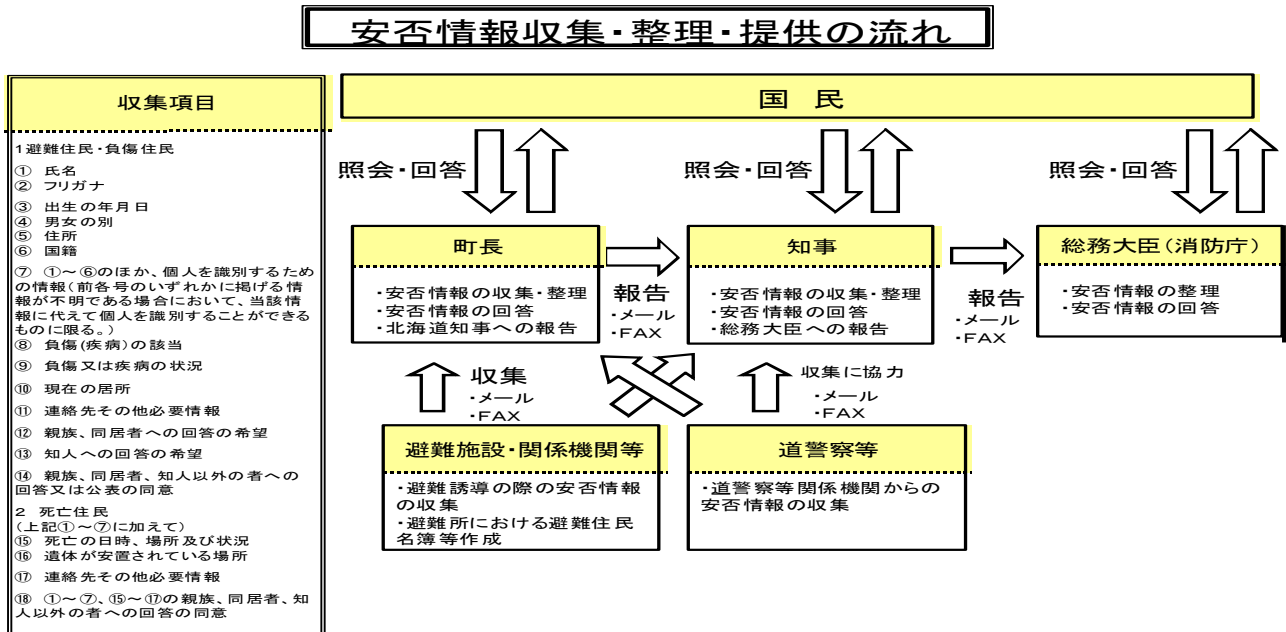 安否情報収集・整理・提供の流れ
収集項目
1避難住民・負傷住民
① 氏名
② フリガナ
③ 出生の年月日
④ 男女の別
⑤ 住所
⑥ 国籍
⑦ ①～⑥のほか、個人を識別するため
の情報(前各号のいずれかに掲げる情
報が不明である場合において、当該情
報に代えて個人を識別することができる
ものに限る。)
⑧ 負傷(疾病)の該当
⑨ 負傷又は疾病の状況
⑩ 現在の居所
⑪ 連絡先その他必要情報
⑫ 親族、同居者への回答の希望
⑬ 知人への回答の希望
⑭ 親族、同居者、知人以外の者への
回答又は公表の同意
2 死亡住民
(上記①～⑦に加えて)
⑮ 死亡の日時、場所及び状況
⑯ 遺体が安置されている場所
⑰ 連絡先その他必要情報
⑱ ①～⑦、⑮～⑰の親族、同居者、知
人以外の者への回答の同意
国 民
照会・回答
照会・回答
照会・回答
町長
・安否情報の収集・整理
・安否情報の回答
・北海道知事への報告
報告
・メール
・FAX
知事
・安否情報の収集・整理
・安否情報の回答
・総務大臣への報告
報告
・メール
・FAX
総務大臣(消防庁)
・安否情報の整理
・安否情報の回答
収集
・メール
・FAX
収集に協力
・メール
・FAX
避難施設・関係機関等
・避難誘導の際の安否情報
の収集
・避難所における避難住民
名簿等作成
道警察等
・道警察等関係機関からの
安否情報の収集